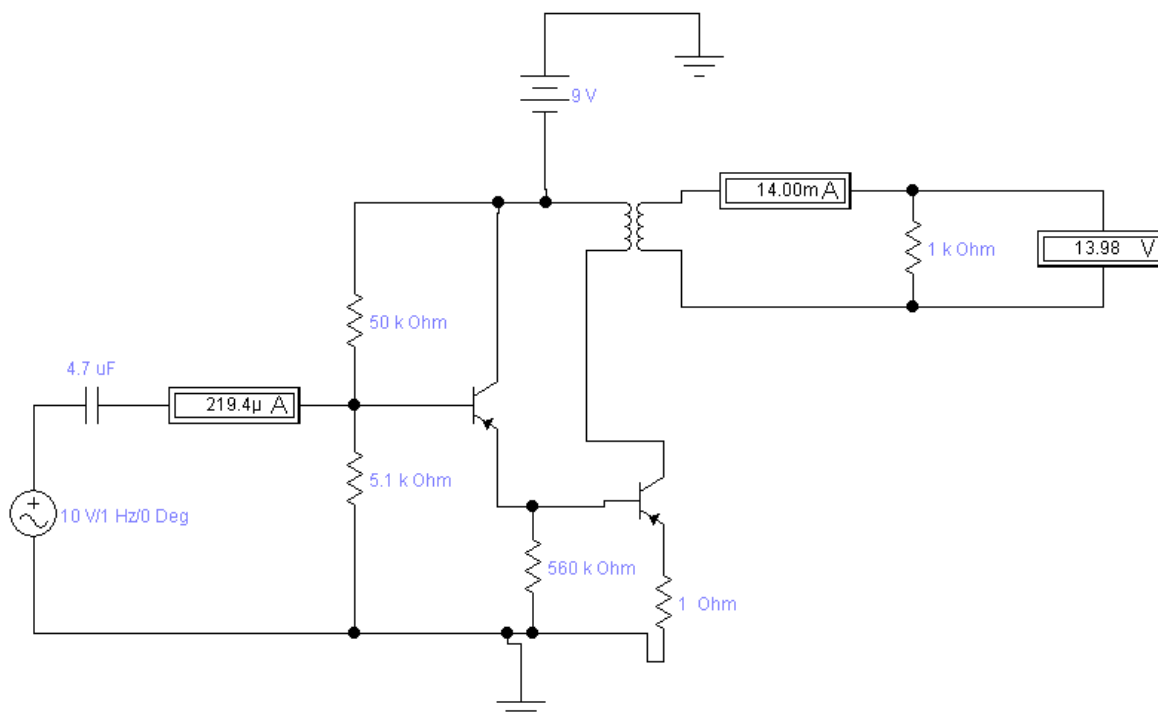 9 V
14.00m A
1 k Ohm
13.98 V
50 k Ohm
4.7 uF
219.4µ A
5.1 k Ohm
10 V/1 Hz/0 Deg
560 k Ohm
1 Ohm